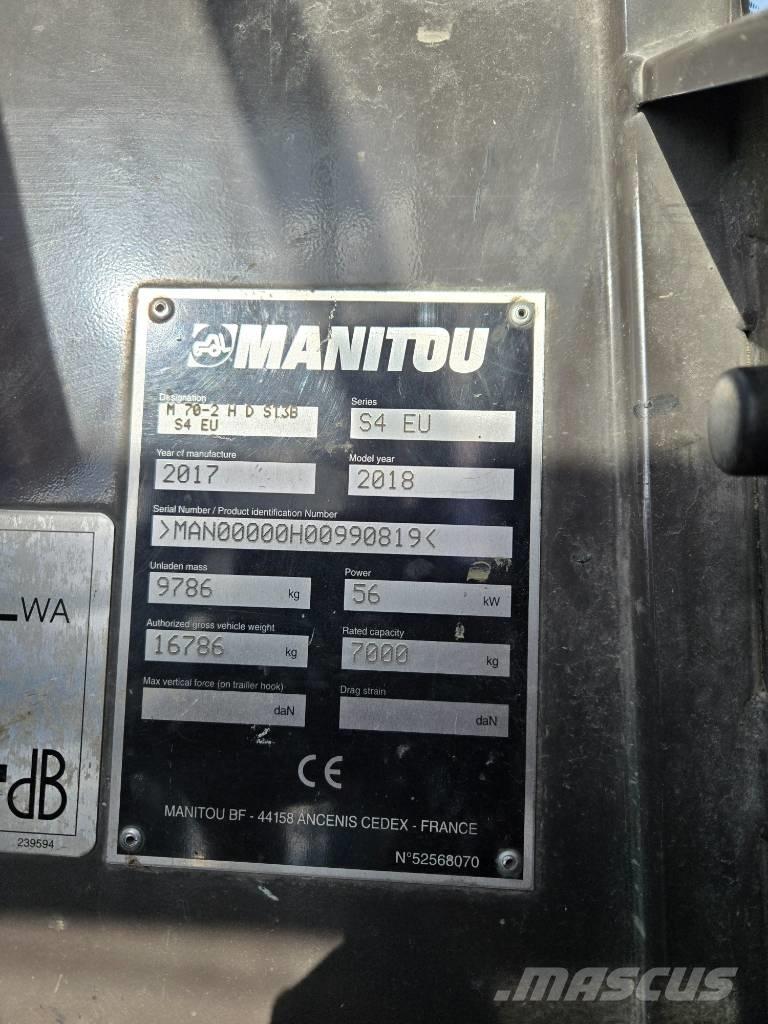 MANITOU
Designation
M 70-2 H D ST3B
S4 EU
Series
S4 EU
Year of manufacture
2017
Model year
2018
Serial Number / Product identification Number
>MAN00000H00990819<
Unladen mass
9786 kg
Power
56 kW
Authorized gross vehicle weight
16786 kg
Rated capacity
7000 kg
Max vertical force (on trailler hook)
daN
Drag strain
daN
CE
MANITOU BF - 44158 ANCENIS CEDEX - FRANCE
N°52568070
WA
dB
239594
MASCUS